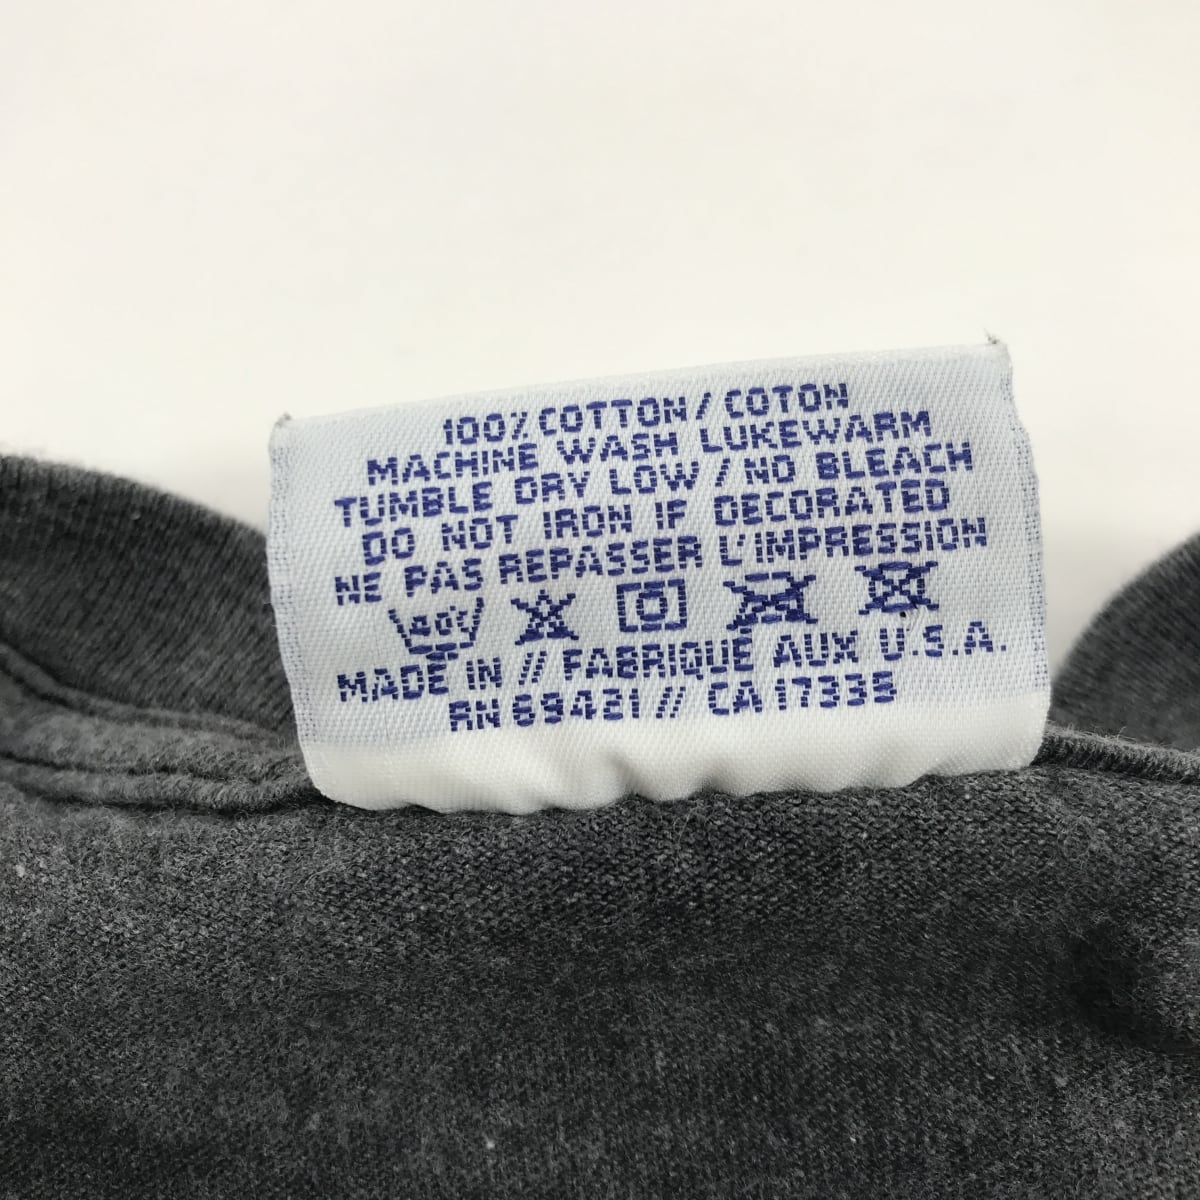 100% COTTON / COTON
MACHINE WASH LUKEWARM
TUMBLE DRY LOW / NO BLEACH
DO NOT IRON IF DECORATED
NE PAS REPASSER L'IMPRESSION
MADE IN // FABRIQUÉ AUX U.S.A.
RN 69421 // CA 17335